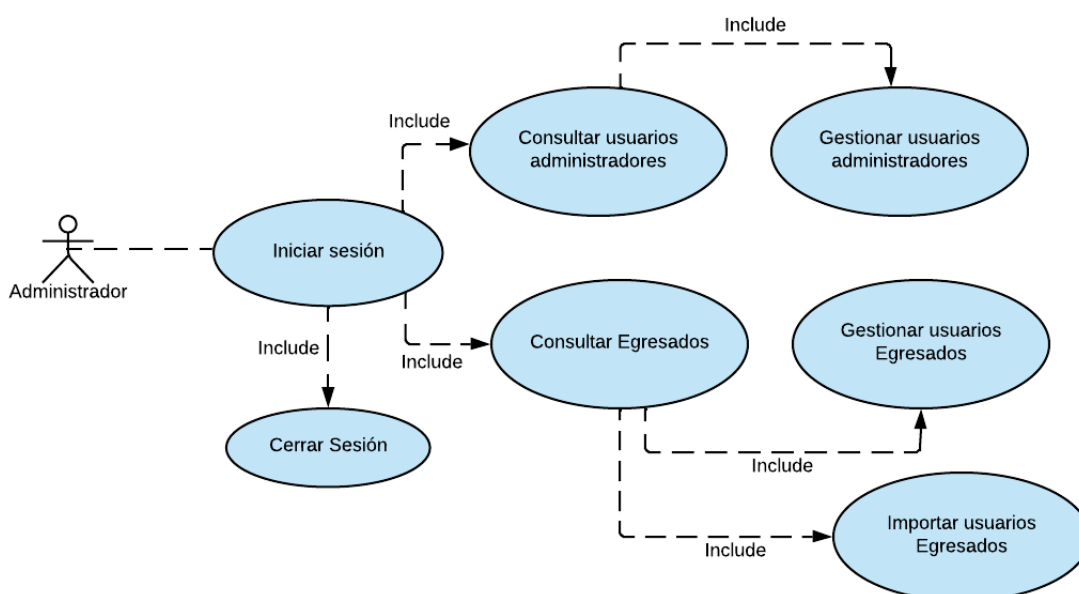 Include
Include
Consultar usuarios
administradores
Gestionar usuarios
administradores
Iniciar sesión
Administrador
Include
Include
Consultar Egresados
Gestionar usuarios
Egresados
Cerrar Sesión
Include
Importar usuarios
Egresados
Include